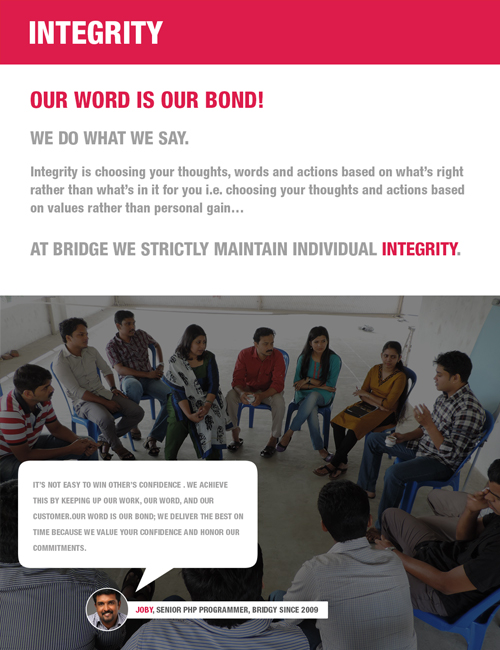 INTEGRITY
OUR WORD IS OUR BOND!
WE DO WHAT WE SAY.
Integrity is choosing your thoughts, words and actions based on what's right
rather than what's in it for you i.e. choosing your thoughts and actions based
on values rather than personal gain...
AT BRIDGE WE STRICTLY MAINTAIN INDIVIDUAL INTEGRITY.
IT'S NOT EASY TO WIN OTHER'S CONFIDENCE . WE ACHIEVE
THIS BY KEEPING UP OUR WORK, OUR WORD, AND OUR
CUSTOMER.OUR WORD IS OUR BOND; WE DELIVER THE BEST ON
TIME BECAUSE WE VALUE YOUR CONFIDENCE AND HONOR OUR
COMMITMENTS.
JOBY, SENIOR PHP PROGRAMMER, BRIDGY SINCE 2009